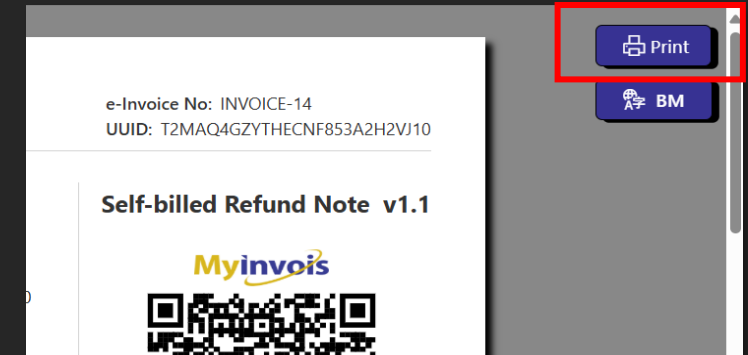 Print
BM
e-Invoice No: INVOICE-14
UUID: T2MAQ4GZYTHECNF853A2H2VJ10
Self-billed Refund Note v1.1
Myinvois